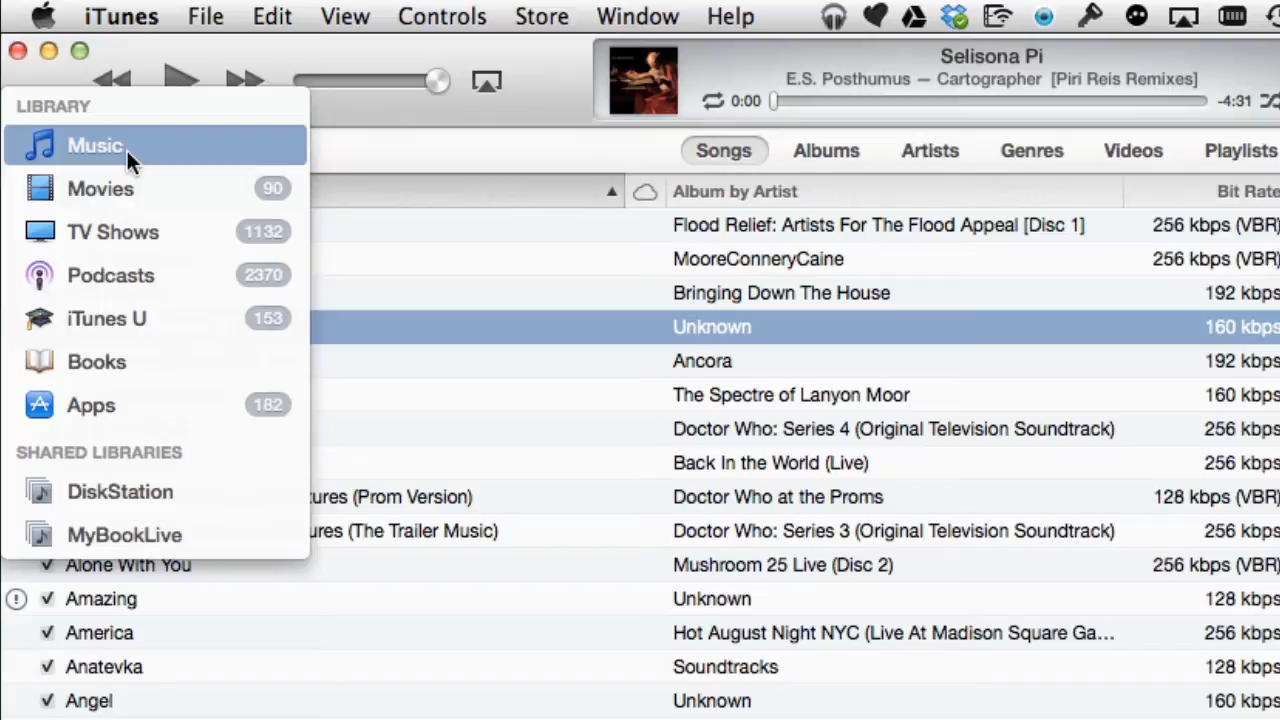 iTunes File Edit View Controls Store Window Help
Selisona Pi
E.S. Posthumus — Cartographer [Piri Reis Remixes]
0:00 -4:31
LIBRARY
Music
Movies 90
TV Shows 1132
Podcasts 2370
iTunes U 153
Books
Apps 182
SHARED LIBRARIES
DiskStation
MyBookLive
Songs Albums Artists Genres Videos Playlists
Album by Artist Bit Rate
Flood Relief: Artists For The Flood Appeal [Disc 1] 256 kbps (VBR)
MooreConneryCaine 256 kbps (VBR)
Bringing Down The House 192 kbps
Unknown 160 kbps
Ancora 192 kbps
The Spectre of Lanyon Moor 160 kbps
Doctor Who: Series 4 (Original Television Soundtrack) 256 kbps
Back In the World (Live) 256 kbps
tures (Prom Version) Doctor Who at the Proms 128 kbps (VBR)
ures (The Trailer Music) Doctor Who: Series 3 (Original Television Soundtrack) 256 kbps
Alone With You Mushroom 25 Live (Disc 2) 256 kbps (VBR)
Amazing Unknown 128 kbps
America Hot August Night NYC (Live At Madison Square Ga... 256 kbps
Anatevka Soundtracks 128 kbps
Angel Unknown 160 kbps